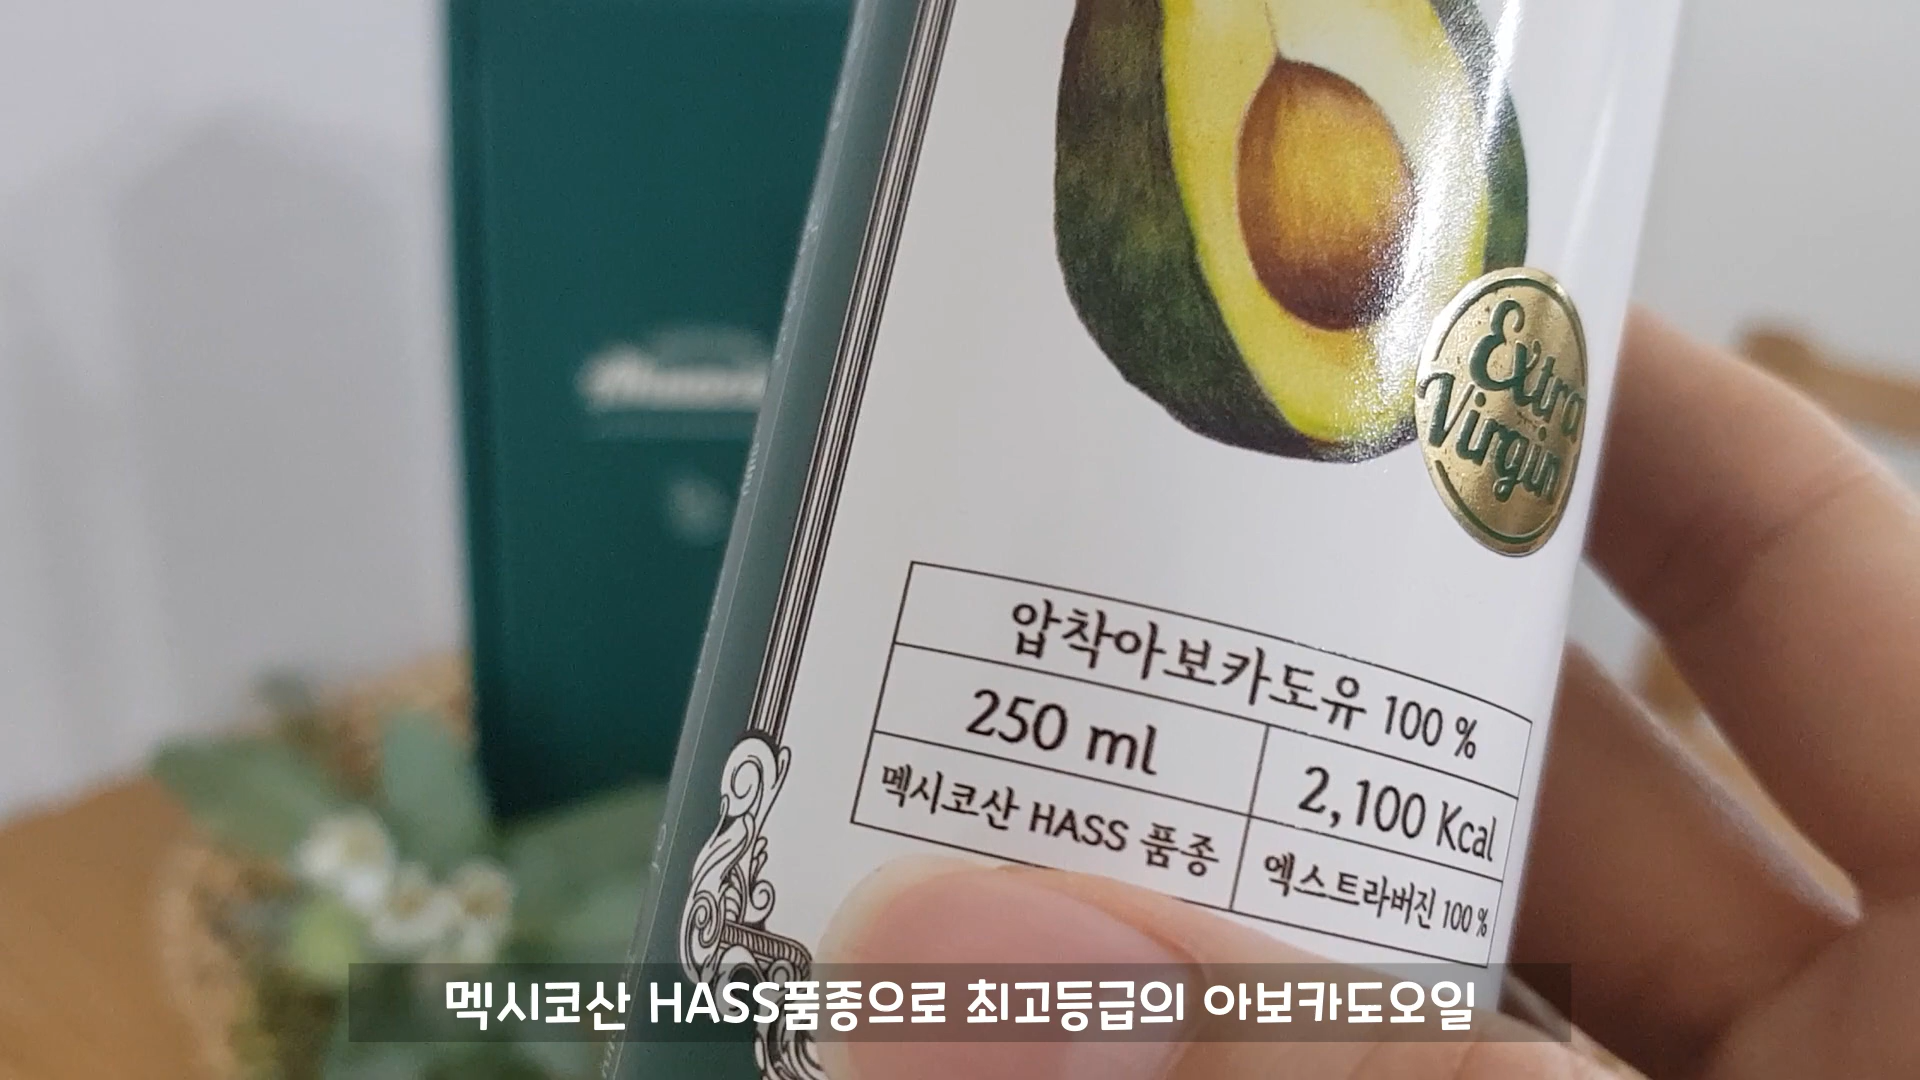 Extra
Virgin
압착아보카도유 100 %
250 ml
2,100 Kcal
멕시코산 HASS 품종
엑스트라버진 100 %
멕시코산 HASS품종으로 최고등급의 아보카도오일